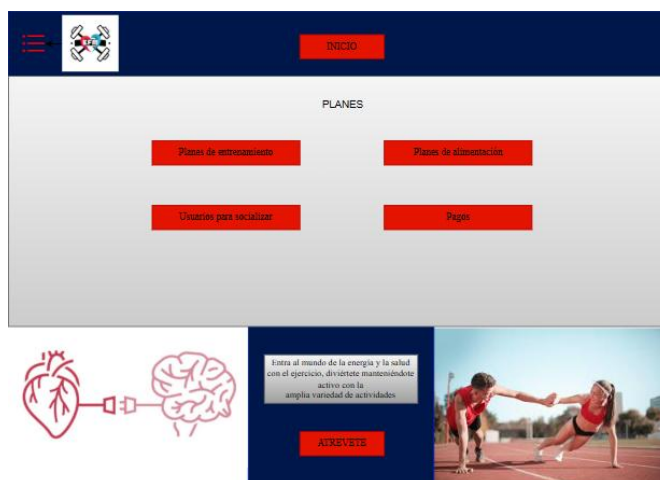 INICIO
PLANES
Planes de entrenamiento
Planes de alimentación
Usuarios para socializar
Pagos
Entra al mundo de la energía y la salud
con el ejercicio, diviértete manteniéndote
activo con la
amplia variedad de actividades
ATREVETE